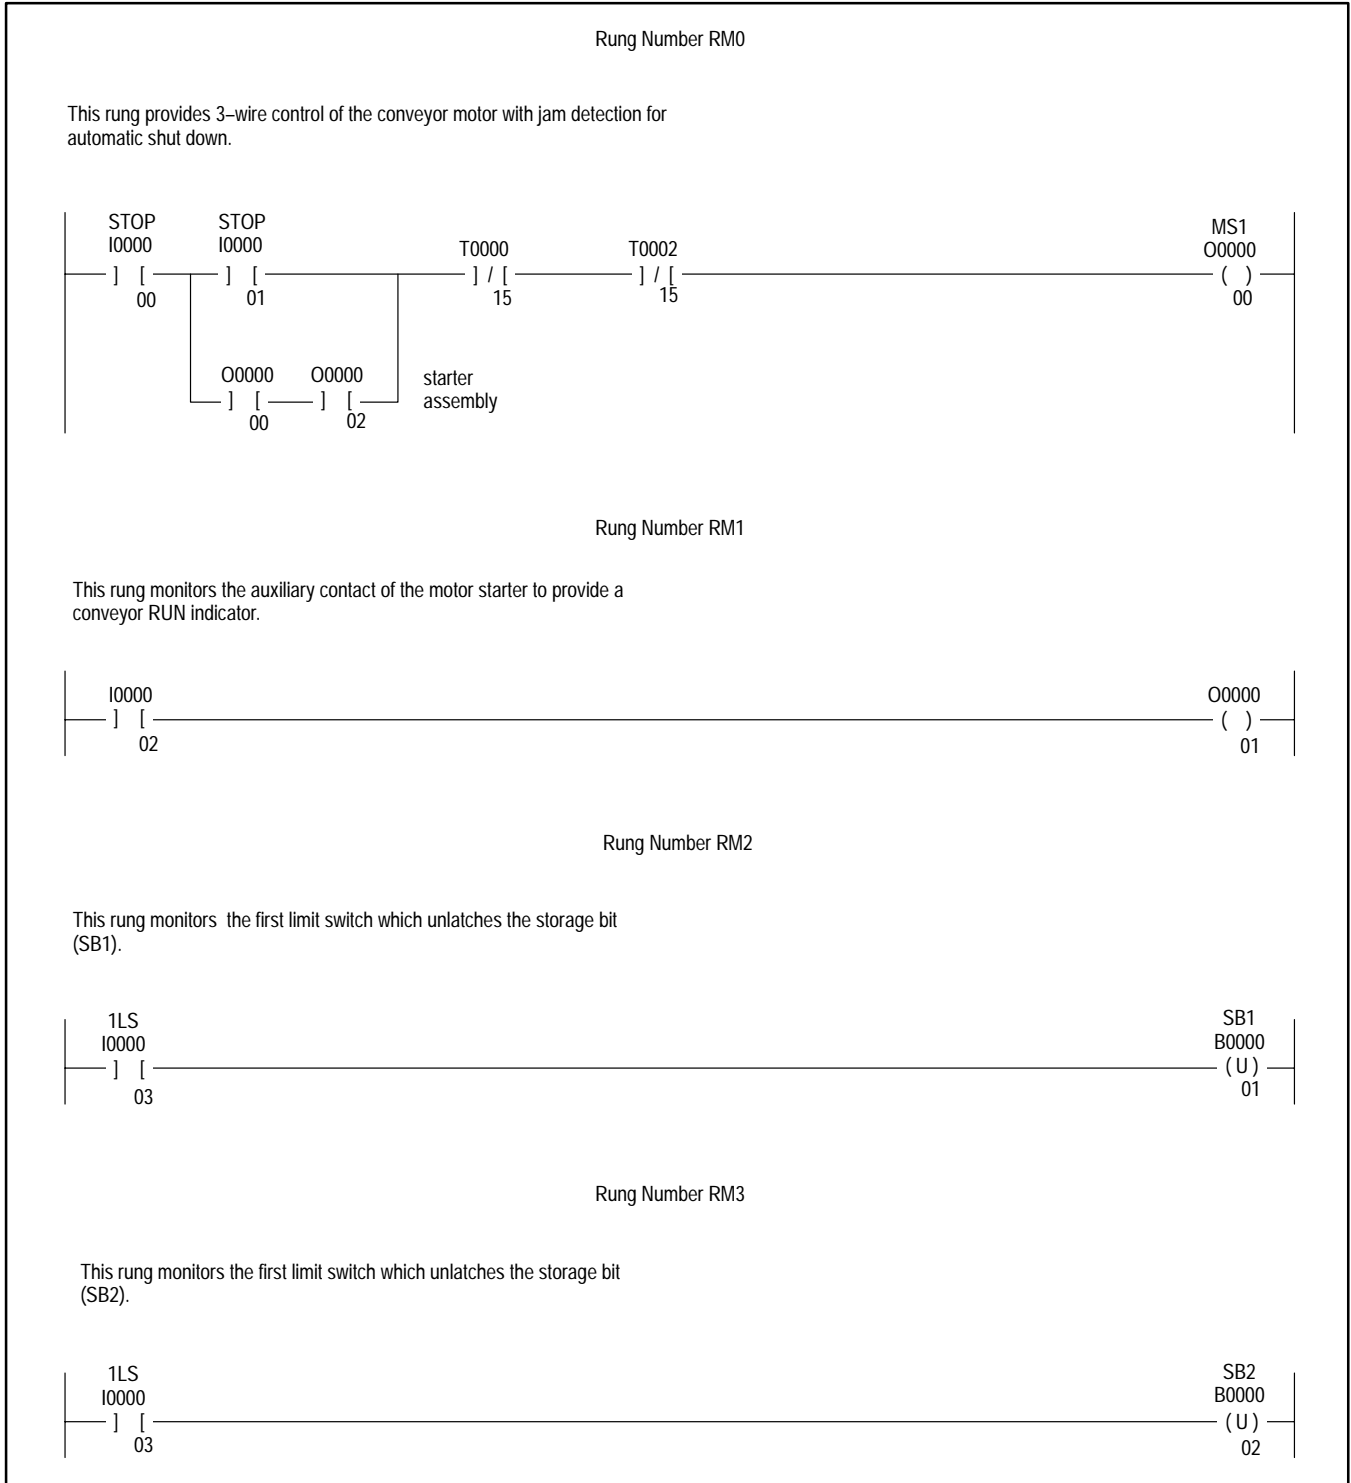 Rung Number RM0
This rung provides 3–wire control of the conveyor motor with jam detection for
automatic shut down.
STOP STOP MS1
I0000 I0000 T0000 T0002 O0000
] [ ] [ ] / [ ] / [ ( )
00 01 15 15 00
O0000 O0000 starter
] [ ] [ assembly
00 02
Rung Number RM1
This rung monitors the auxiliary contact of the motor starter to provide a
conveyor RUN indicator.
I0000 O0000
] [ ( )
02 01
Rung Number RM2
This rung monitors the first limit switch which unlatches the storage bit
(SB1).
1LS SB1
I0000 B0000
] [ ( U )
03 01
Rung Number RM3
This rung monitors the first limit switch which unlatches the storage bit
(SB2).
1LS SB2
I0000 B0000
] [ ( U )
03 02